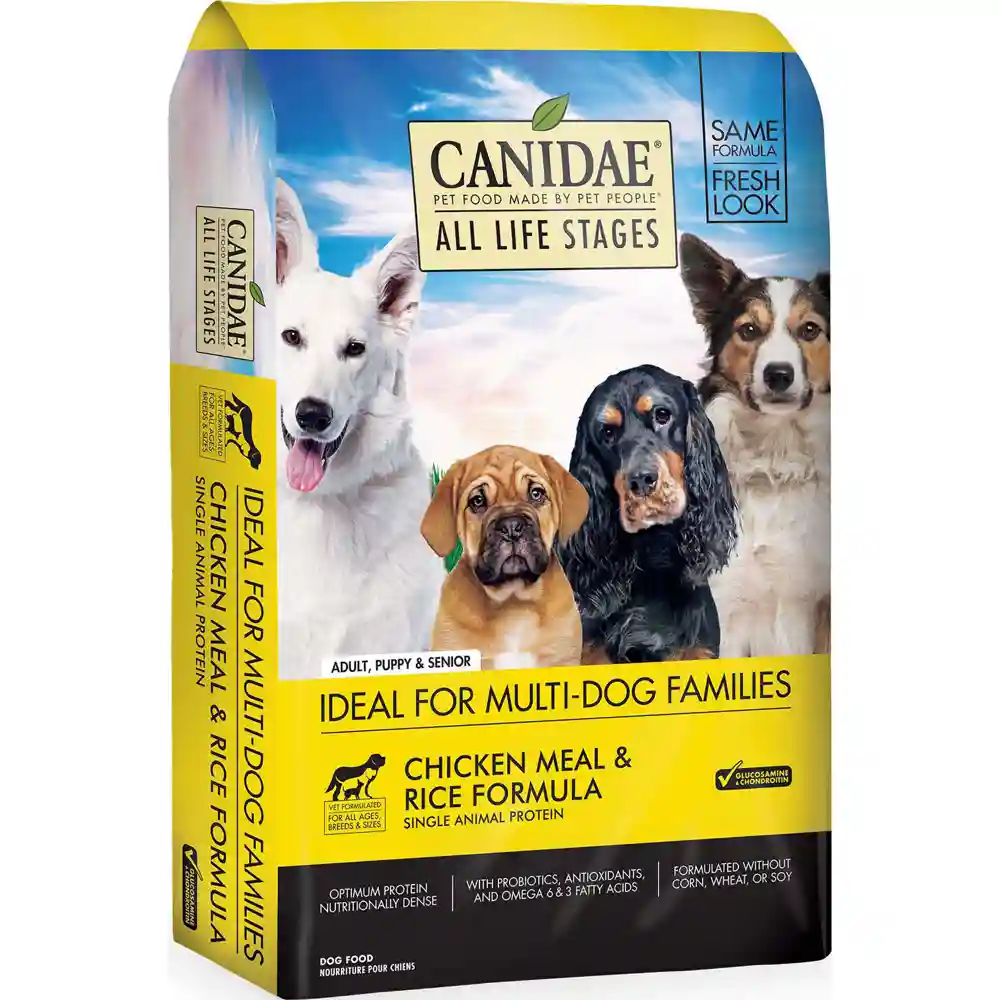 CANIDAE®
PET FOOD MADE BY PET PEOPLE®
ALL LIFE STAGES
SAME
FORMULA
FRESH
LOOK
ADULT, PUPPY & SENIOR
IDEAL FOR MULTI-DOG FAMILIES
VET FORMULATED
FOR ALL AGES,
BREEDS & SIZES
CHICKEN MEAL &
RICE FORMULA
SINGLE ANIMAL PROTEIN
GLUCOSAMINE
& CHONDROITIN
OPTIMUM PROTEIN
NUTRITIONALLY DENSE
WITH PROBIOTICS, ANTIOXIDANTS,
AND OMEGA 6 & 3 FATTY ACIDS
FORMULATED WITHOUT
CORN, WHEAT, OR SOY
DOG FOOD
NOURRITURE POUR CHIENS
CANIDAE®
PET FOOD MADE BY PET PEOPLE®
ALL LIFE STAGES
VET FORMULATED
FOR ALL AGES,
BREEDS & SIZES
IDEAL FOR MULTI-DOG FAMILIES
CHICKEN MEAL & RICE FORMULA
SINGLE ANIMAL PROTEIN
GLUCOSAMINE
& CHONDROITIN